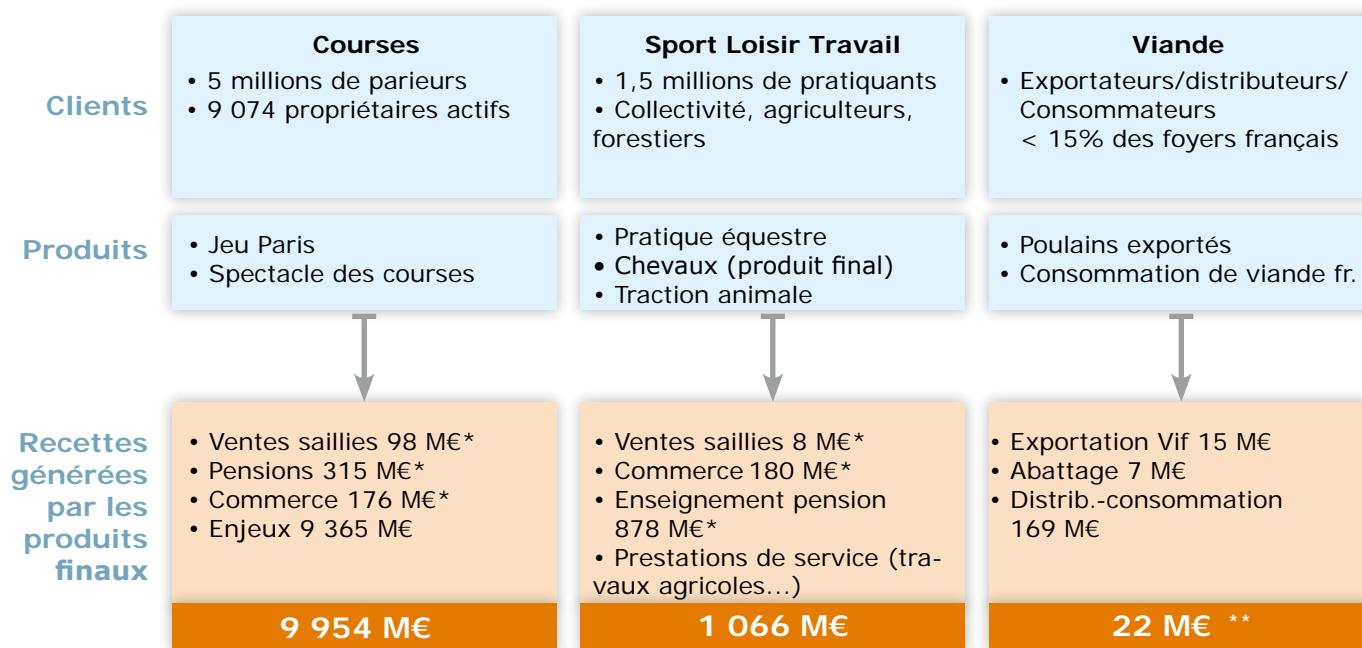 Clients
Courses
• 5 millions de parieurs
• 9 074 propriétaires actifs
Sport Loisir Travail
• 1,5 millions de pratiquants
• Collectivité, agriculteurs,
forestiers
Viande
• Exportateurs/distributeurs/
Consommateurs
< 15% des foyers français
Produits
• Jeu Paris
• Spectacle des courses
• Pratique équestre
• Chevaux (produit final)
• Traction animale
• Poulains exportés
• Consommation de viande fr.
Recettes
générées
par les
produits
finaux
• Ventes saillies 98 M€*
• Pensions 315 M€*
• Commerce 176 M€*
• Enjeux 9 365 M€
9 954 M€
• Ventes saillies 8 M€*
• Commerce 180 M€*
• Enseignement pension
878 M€*
• Prestations de service (tra-
vaux agricoles...)
1 066 M€
• Exportation Vif 15 M€
• Abattage 7 M€
• Distrib.-consommation
169 M€
22 M€ **